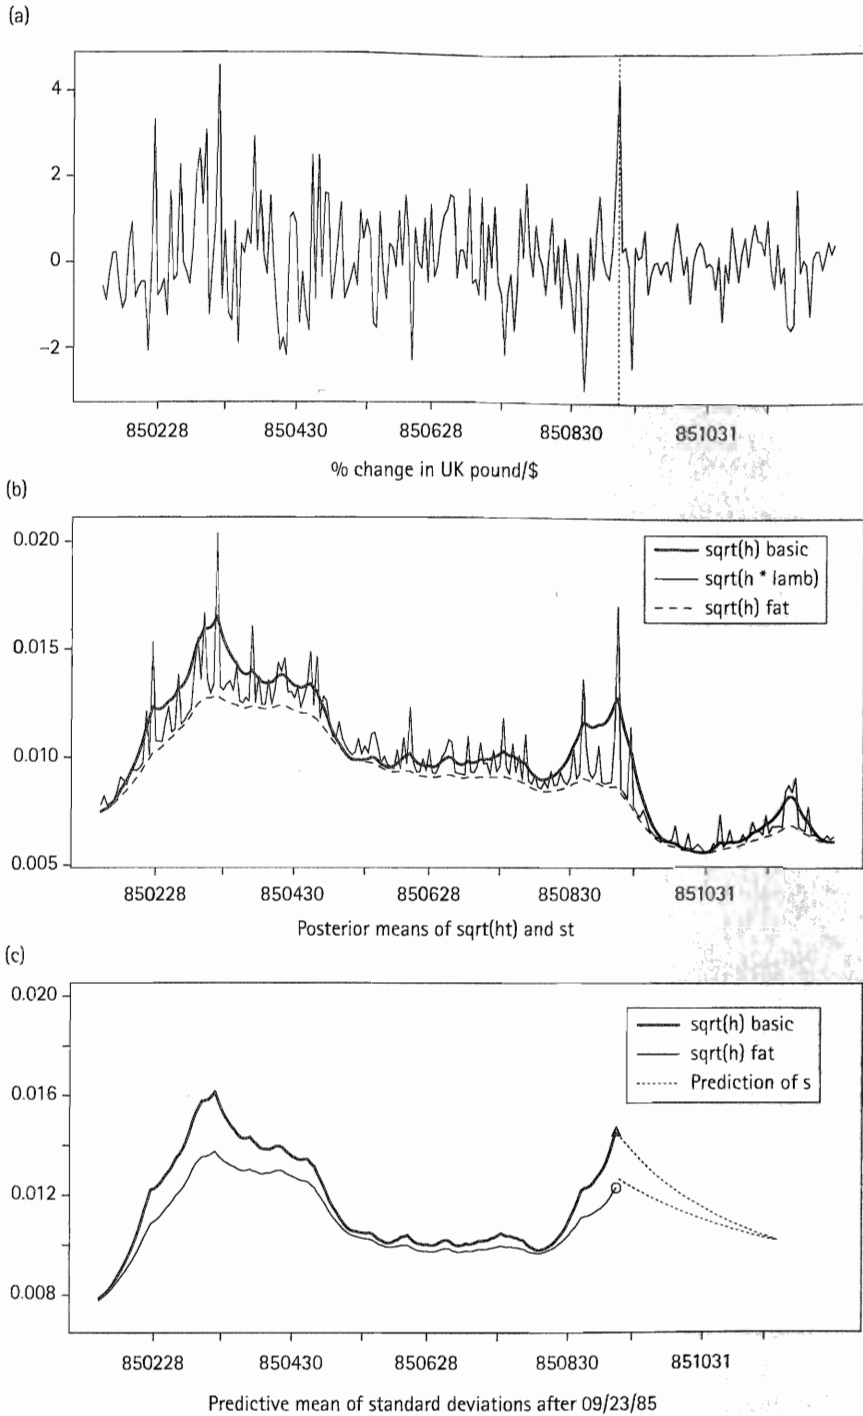 (a)
4
2
0
−2
850228 850430 850628 850830 851031
% change in UK pound/$
(b)
0.020
0.015
0.010
0.005
sqrt(h) basic
sqrt(h * lamb)
sqrt(h) fat
850228 850430 850628 850830 851031
Posterior means of sqrt(ht) and st
(c)
0.020
0.016
0.012
0.008
sqrt(h) basic
sqrt(h) fat
Prediction of s
850228 850430 850628 850830 851031
Predictive mean of standard deviations after 09/23/85